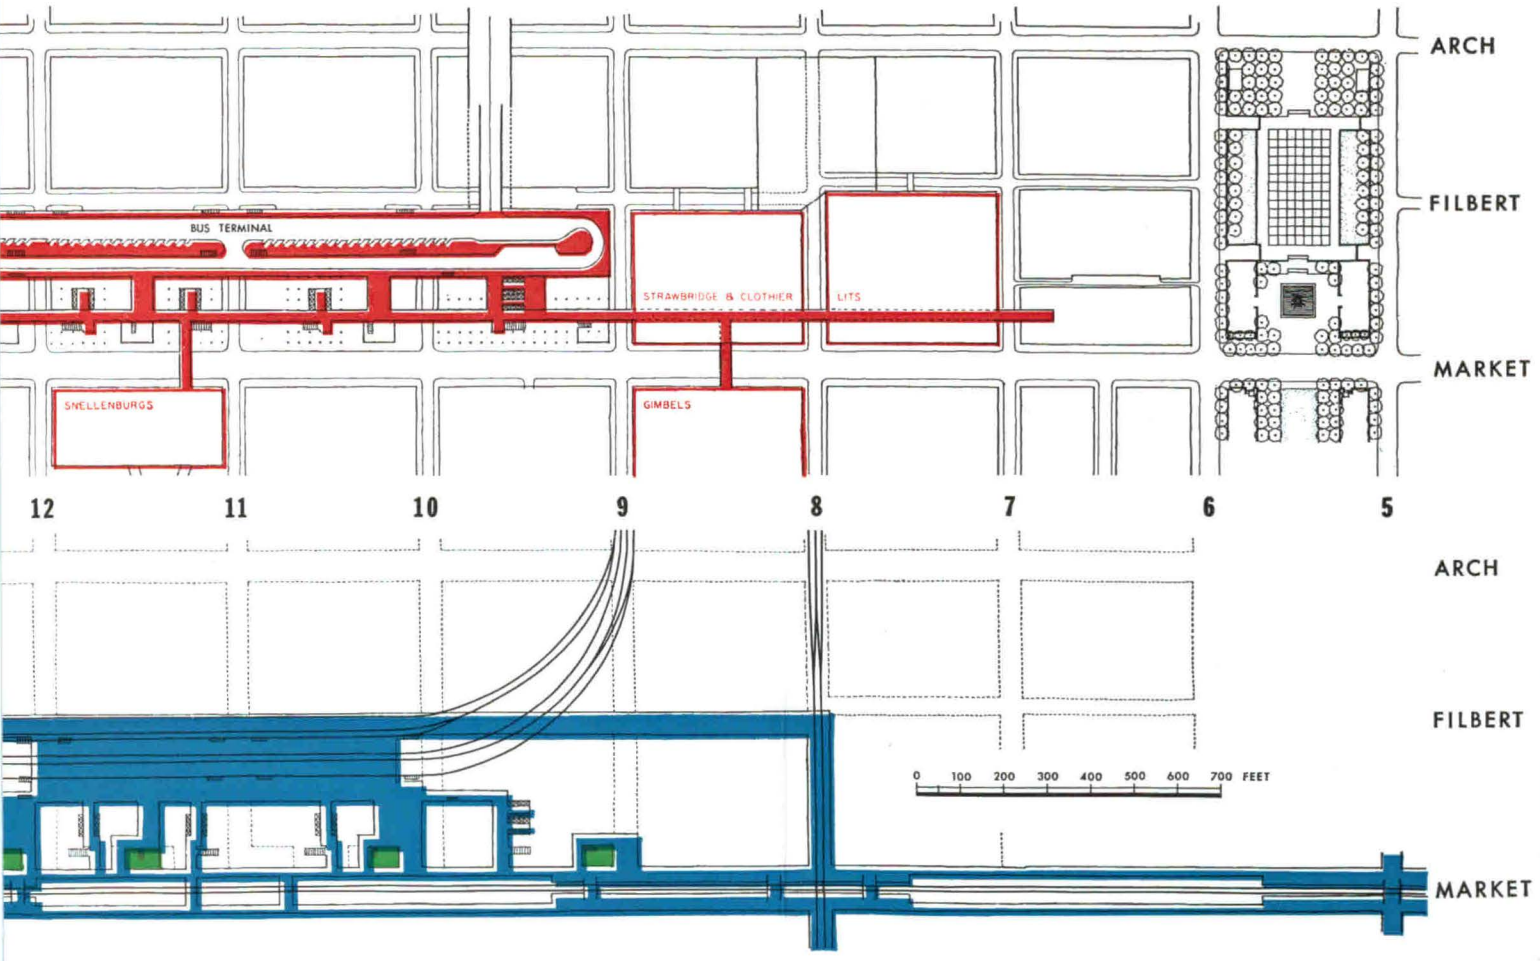 ARCH
FILBERT
BUS TERMINAL
STRAWBRIDGE & CLOTHIER
LITS
MARKET
SNELLENBURGS
GIMBELS
12 11 10 9 8 7 6 5
ARCH
FILBERT
0 100 200 300 400 500 600 700 FEET
MARKET